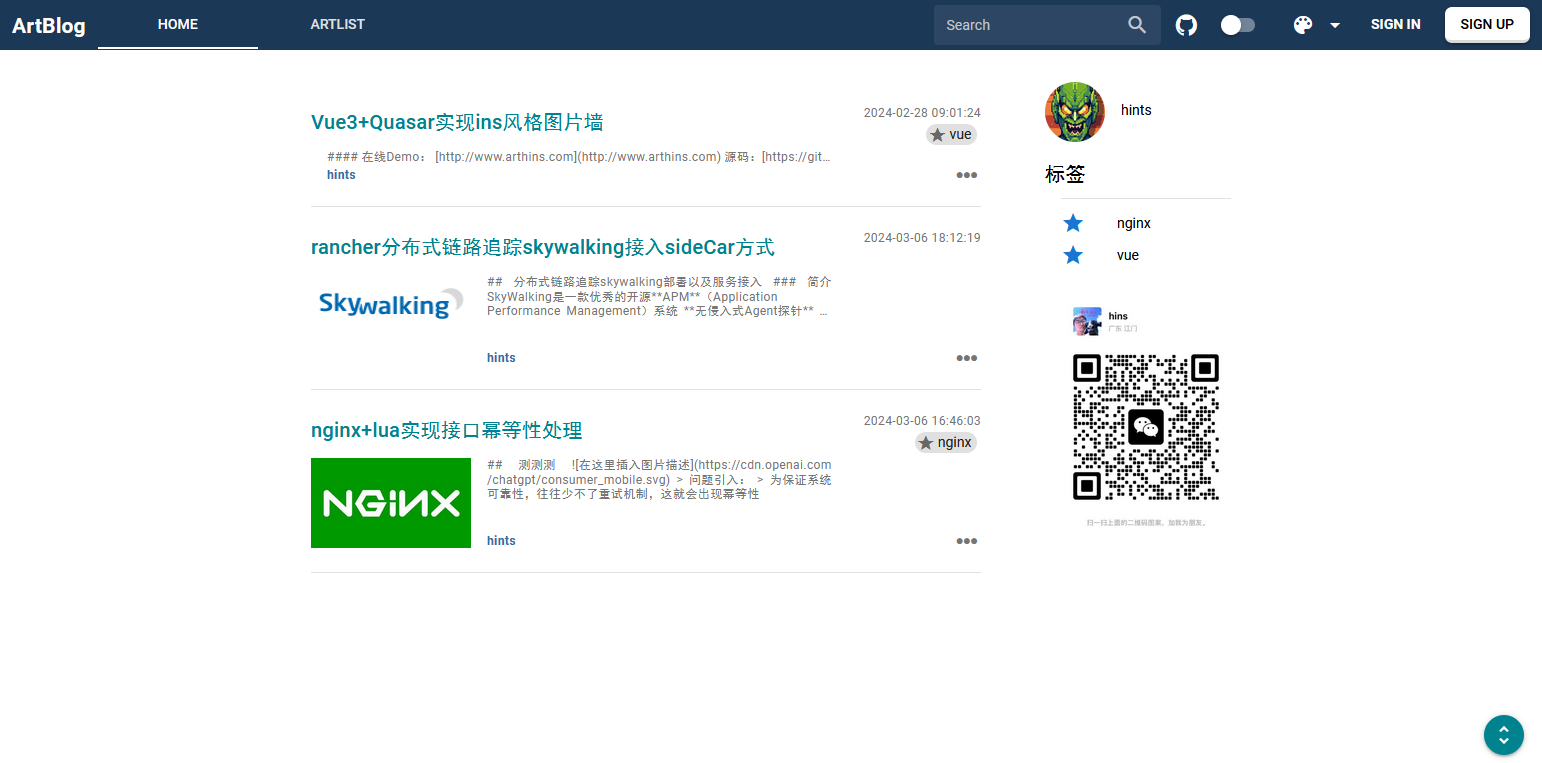 ArtBlog
HOME
ARTLIST
Search
SIGN IN
SIGN UP
Vue3+Quasar实现ins风格图片墙
2024-02-28 09:01:24
vue
#### 在线Demo： [http://www.arthins.com](http://www.arthins.com) 源码：[https://git...
hints
rancher分布式链路追踪skywalking接入sideCar方式
2024-03-06 18:12:19
Skywalking
## 分布式链路追踪skywalking部署以及服务接入 ### 简介
SkyWalking是一款优秀的开源**APM**（Application
Performance Management）系统 **无侵入式Agent探针** ...
hints
nginx+lua实现接口幂等性处理
2024-03-06 16:46:03
nginx
NGINX
## 测测测 ![在这里插入图片描述](https://cdn.openai.com
/chatgpt/consumer_mobile.svg) > 问题引入： > 为保证系统
可靠性，往往少不了重试机制，这就会出现幂等性
hints
hints
标签
nginx
vue
hins
广东 江门
扫一扫上面的二维码图案，加我为朋友。